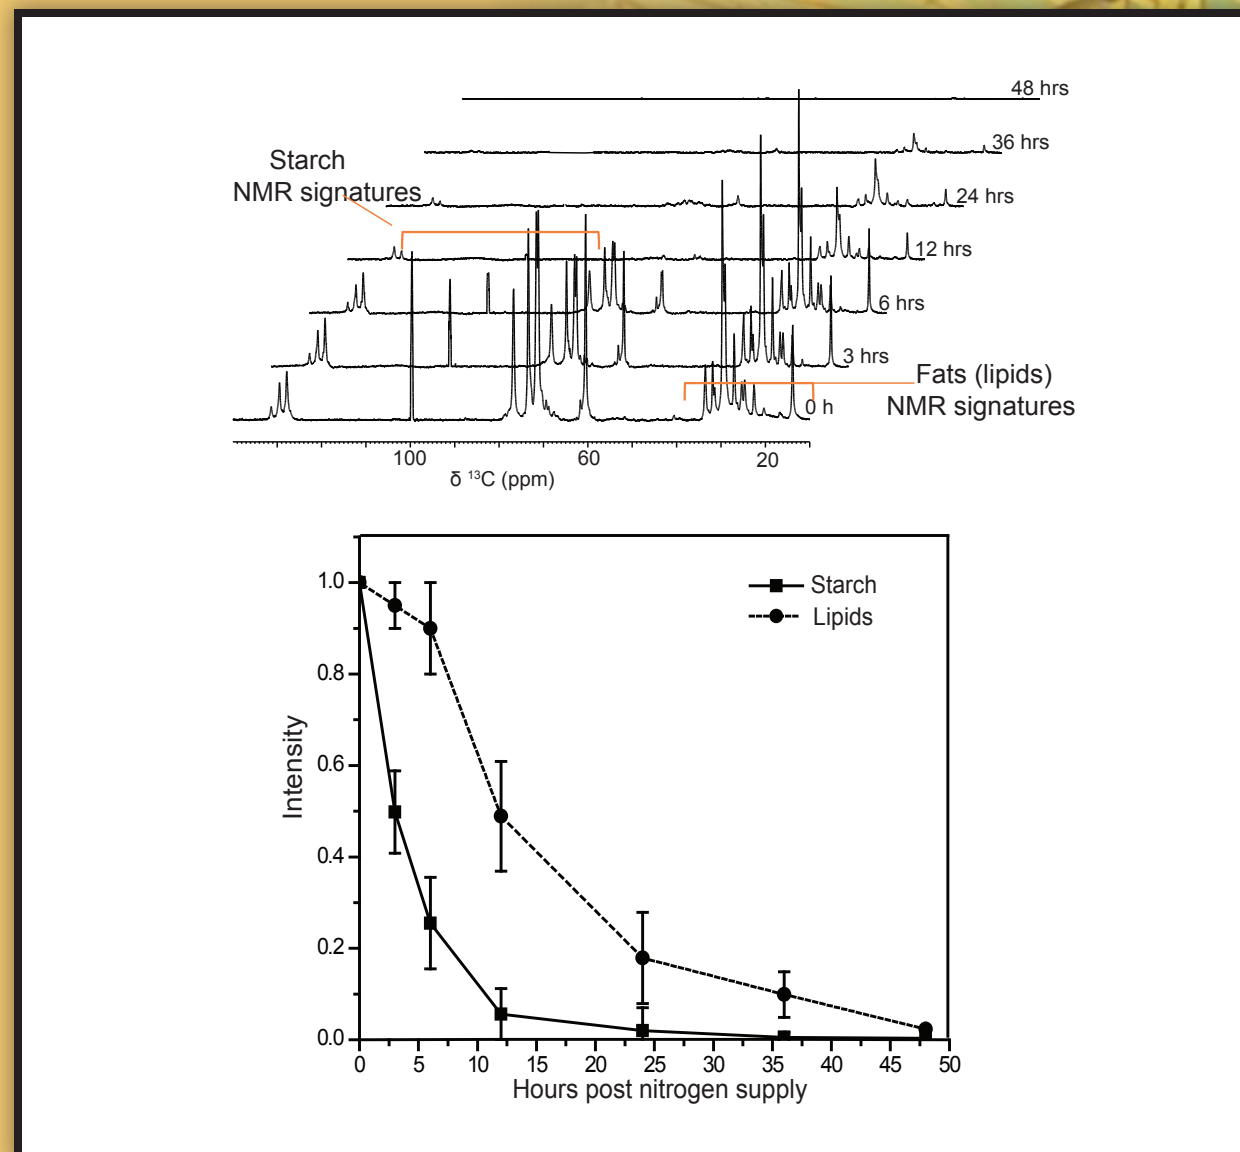 48 hrs
36 hrs
Starch
NMR signatures
24 hrs
12 hrs
6 hrs
3 hrs
Fats (lipids)
NMR signatures
0 h
100 60 20
δ ¹³C (ppm)
1.0
0.8
0.6
0.4
0.2
0.0
Intensity
Starch
Lipids
0 5 10 15 20 25 30 35 40 45 50
Hours post nitrogen supply